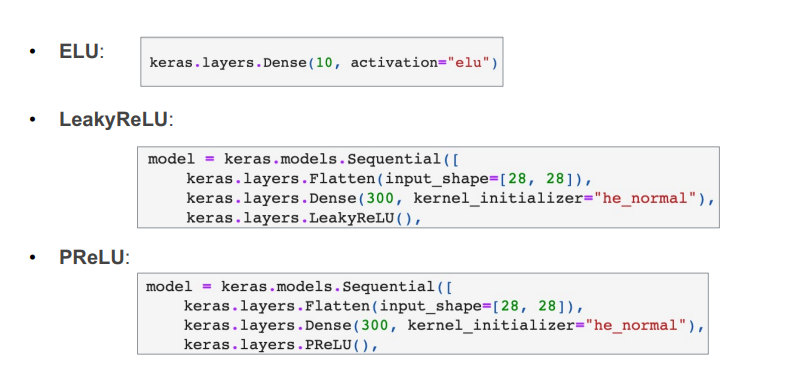 • ELU:
keras.layers.Dense(10, activation="elu")
• LeakyReLU:
model = keras.models.Sequential([
    keras.layers.Flatten(input_shape=[28, 28]),
    keras.layers.Dense(300, kernel_initializer="he_normal"),
    keras.layers.LeakyReLU(),
• PReLU:
model = keras.models.Sequential([
    keras.layers.Flatten(input_shape=[28, 28]),
    keras.layers.Dense(300, kernel_initializer="he_normal"),
    keras.layers.PReLU(),